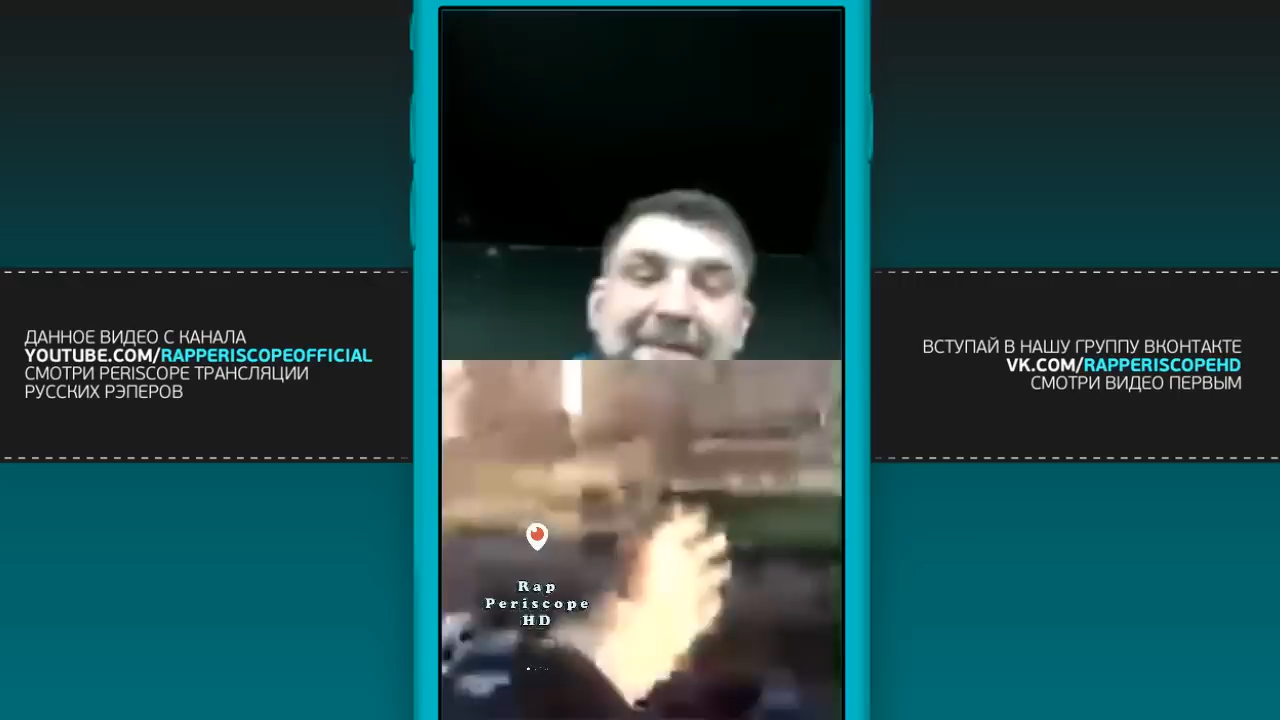 ДАННОЕ ВИДЕО С КАНАЛА
YOUTUBE.COM/RAPPERISCOPEOFFICIAL
СМОТРИ PERISCOPE ТРАНСЛЯЦИИ
РУССКИХ РЭПЕРОВ
ВСТУПАЙ В НАШУ ГРУППУ ВКОНТАКТЕ
VK.COM/RAPPERISCOPEHD
СМОТРИ ВИДЕО ПЕРВЫМ
Rap
Periscope
HD